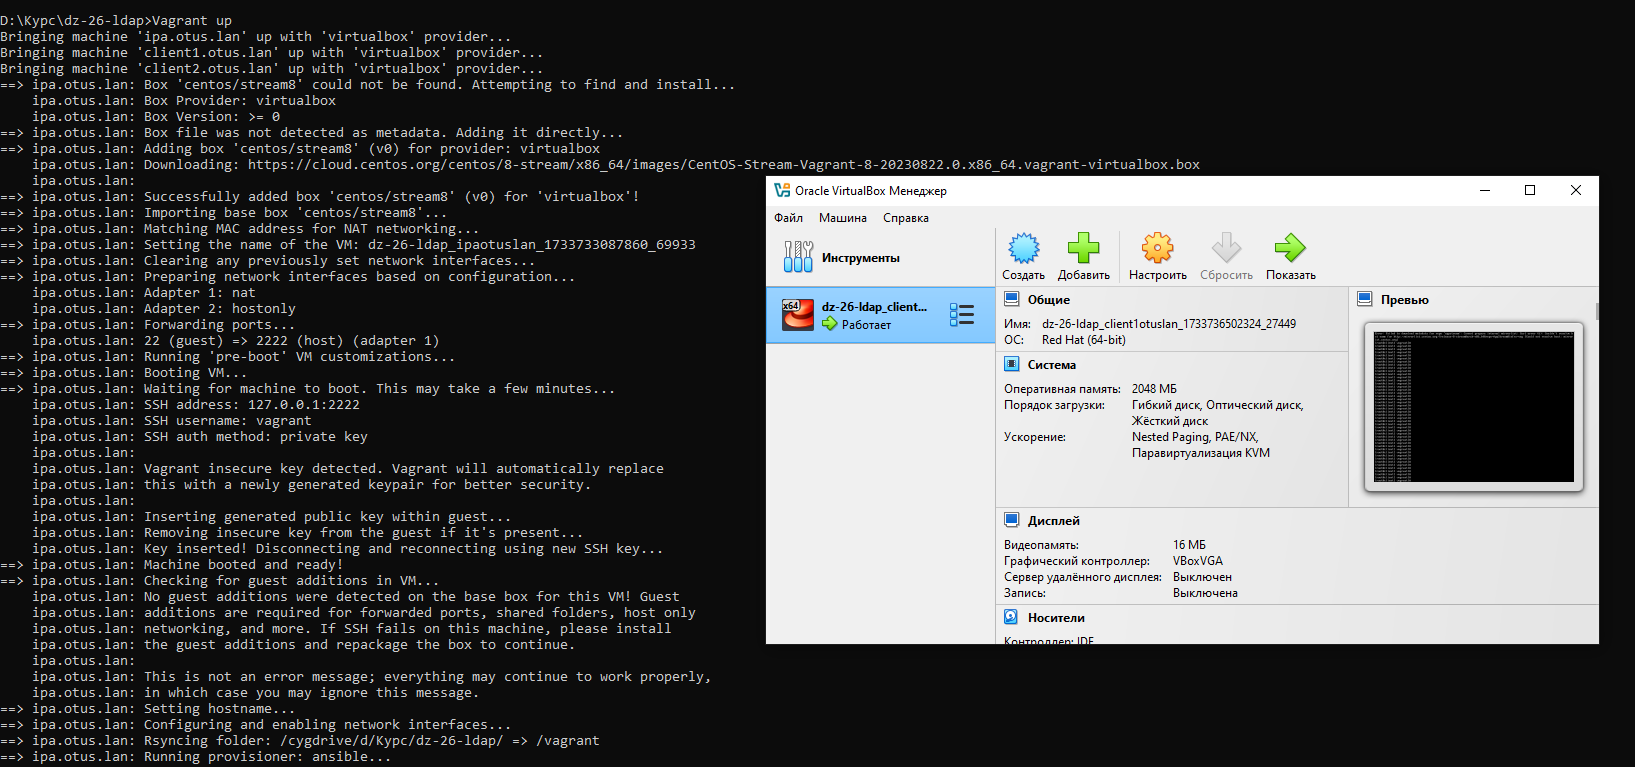 D:\Курс\dz-26-ldap>Vagrant up
Bringing machine 'ipa.otus.lan' up with 'virtualbox' provider...
Bringing machine 'client1.otus.lan' up with 'virtualbox' provider...
Bringing machine 'client2.otus.lan' up with 'virtualbox' provider...
==> ipa.otus.lan: Box 'centos/stream8' could not be found. Attempting to find and install...
ipa.otus.lan: Box Provider: virtualbox
ipa.otus.lan: Box Version: >= 0
==> ipa.otus.lan: Box file was not detected as metadata. Adding it directly...
==> ipa.otus.lan: Adding box 'centos/stream8' (v0) for provider: virtualbox
ipa.otus.lan: Downloading: https://cloud.centos.org/centos/8-stream/x86_64/images/CentOS-Stream-Vagrant-8-20230822.0.x86_64.vagrant-virtualbox.box
ipa.otus.lan:
==> ipa.otus.lan: Successfully added box 'centos/stream8' (v0) for 'virtualbox'!
==> ipa.otus.lan: Importing base box 'centos/stream8'...
==> ipa.otus.lan: Matching MAC address for NAT networking...
==> ipa.otus.lan: Setting the name of the VM: dz-26-ldap_ipaotuslan_1733733087860_69933
==> ipa.otus.lan: Clearing any previously set network interfaces...
==> ipa.otus.lan: Preparing network interfaces based on configuration...
ipa.otus.lan: Adapter 1: nat
ipa.otus.lan: Adapter 2: hostonly
==> ipa.otus.lan: Forwarding ports...
ipa.otus.lan: 22 (guest) => 2222 (host) (adapter 1)
==> ipa.otus.lan: Running 'pre-boot' VM customizations...
==> ipa.otus.lan: Booting VM...
==> ipa.otus.lan: Waiting for machine to boot. This may take a few minutes...
ipa.otus.lan: SSH address: 127.0.0.1:2222
ipa.otus.lan: SSH username: vagrant
ipa.otus.lan: SSH auth method: private key
ipa.otus.lan:
ipa.otus.lan: Vagrant insecure key detected. Vagrant will automatically replace
ipa.otus.lan: this with a newly generated keypair for better security.
ipa.otus.lan:
ipa.otus.lan: Inserting generated public key within guest...
ipa.otus.lan: Removing insecure key from the guest if it's present...
ipa.otus.lan: Key inserted! Disconnecting and reconnecting using new SSH key...
==> ipa.otus.lan: Machine booted and ready!
==> ipa.otus.lan: Checking for guest additions in VM...
ipa.otus.lan: No guest additions were detected on the base box for this VM! Guest
ipa.otus.lan: additions are required for forwarded ports, shared folders, host only
ipa.otus.lan: networking, and more. If SSH fails on this machine, please install
ipa.otus.lan: the guest additions and repackage the box to continue.
ipa.otus.lan:
ipa.otus.lan: This is not an error message; everything may continue to work properly,
ipa.otus.lan: in which case you may ignore this message.
==> ipa.otus.lan: Setting hostname...
==> ipa.otus.lan: Configuring and enabling network interfaces...
==> ipa.otus.lan: Rsyncing folder: /cygdrive/d/Курс/dz-26-ldap/ => /vagrant
==> ipa.otus.lan: Running provisioner: ansible...
Oracle VirtualBox Менеджер
Файл Машина Справка
Инструменты
Создать Добавить Настроить Сбросить Показать
x64 dz-26-ldap_client...
Работает
Общие
Имя: dz-26-ldap_client1otuslan_1733736502324_27449
ОС: Red Hat (64-bit)
Система
Оперативная память: 2048 МБ
Порядок загрузки: Гибкий диск, Оптический диск,
Жёсткий диск
Ускорение: Nested Paging, PAE/NX,
Паравиртуализация KVM
Превью
Дисплей
Видеопамять: 16 МБ
Графический контроллер: VBoxVGA
Сервер удалённого дисплея: Выключен
Запись: Выключена
Носители
Контроллер: IDE